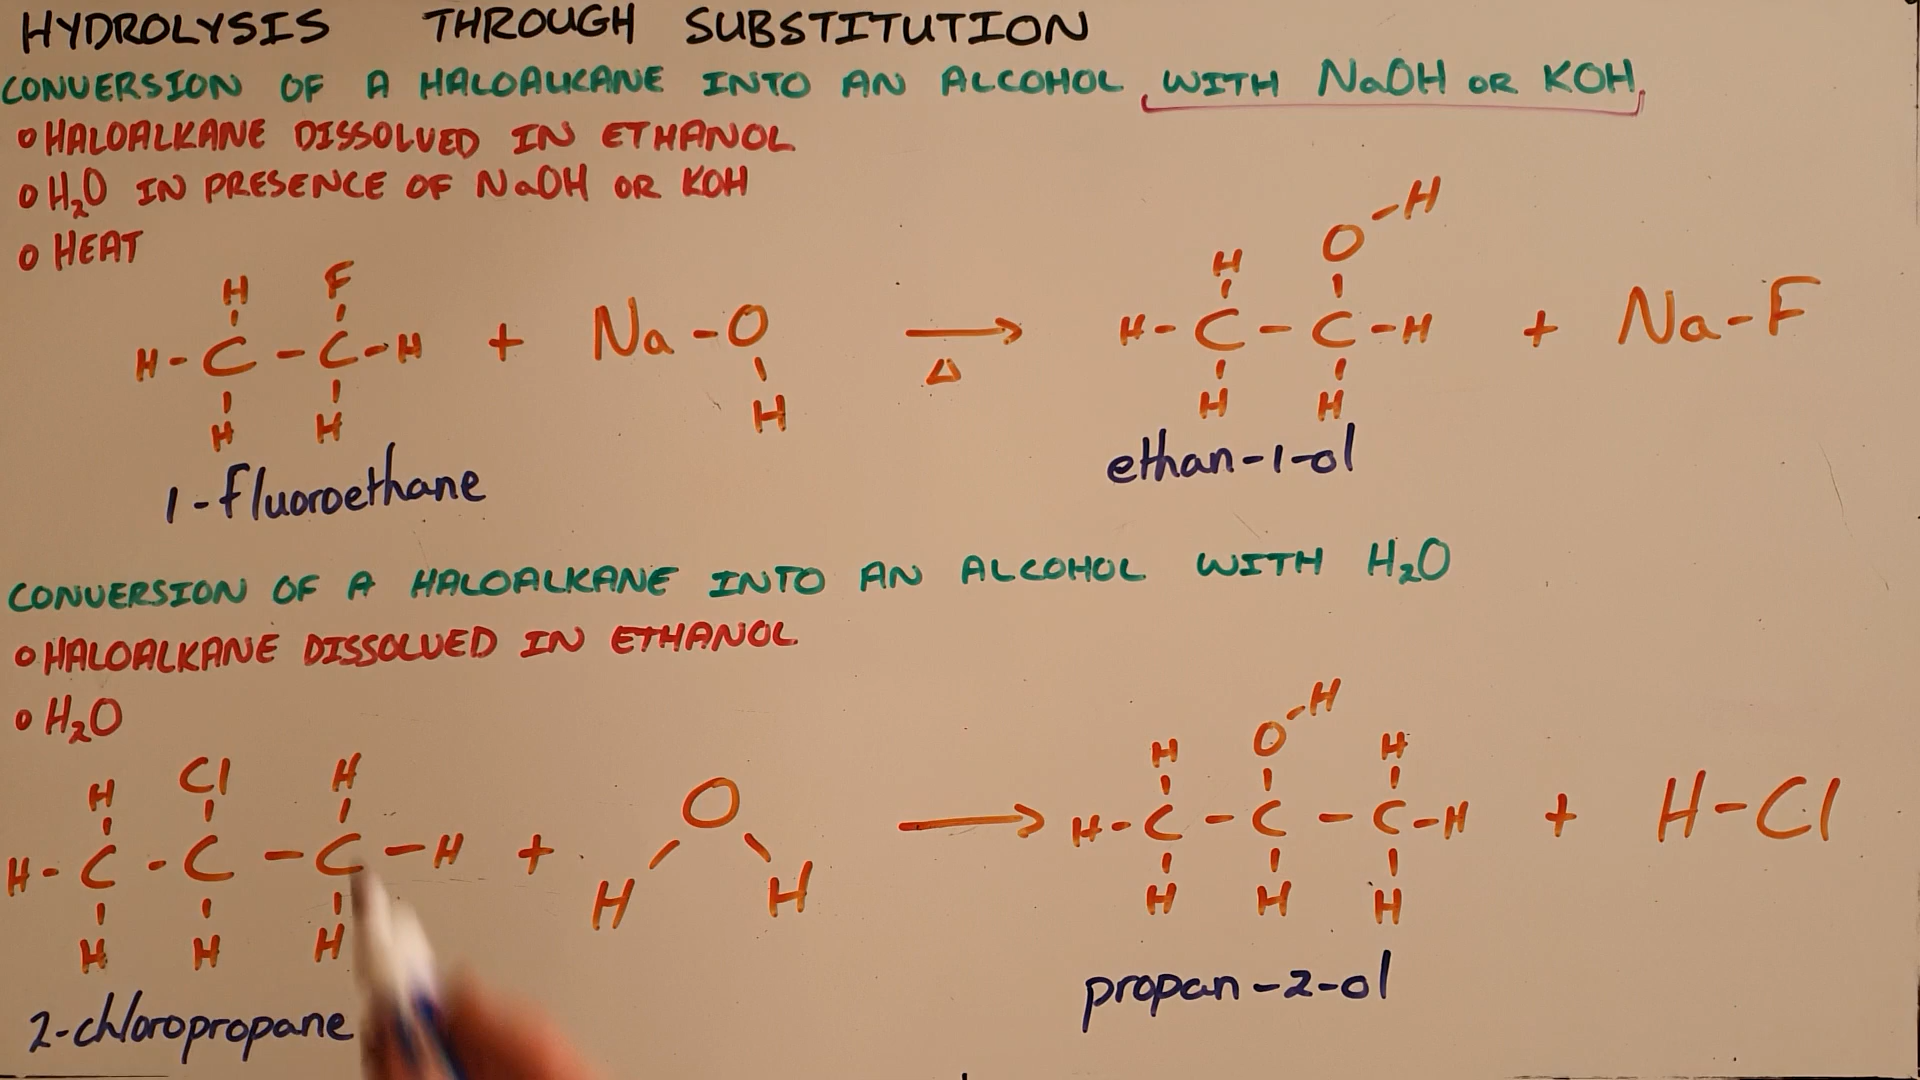 HYDROLYSIS THROUGH SUBSTITUTION
CONVERSION OF A HALOALKANE INTO AN ALCOHOL WITH NaOH OR KOH
o HALOALKANE DISSOLVED IN ETHANOL
o H₂O IN PRESENCE OF NaOH OR KOH
o HEAT
H F
H-C-C-H + Na-O → H-C-C-H + Na-F
H H H Δ H H
H O-H
1-fluoroethane
ethan-1-ol
CONVERSION OF A HALOALKANE INTO AN ALCOHOL WITH H₂O
o HALOALKANE DISSOLVED IN ETHANOL
o H₂O
H Cl H O H O-H H
H-C-C-C-H + H H → H-C-C-C-H + H-Cl
H H H H H H
2-chloropropane
propan-2-ol